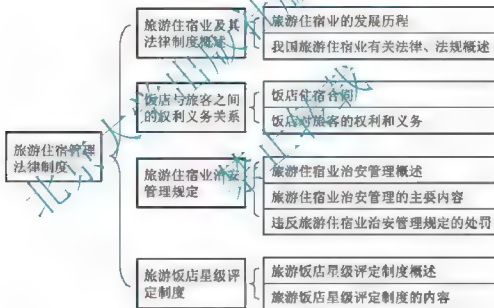 旅游住宿业及其
法律制度概述
旅游住宿业的发展历程
我国旅游住宿业有关法律、法规概述
饭店与旅客之间
的权利义务关系
饭店住宿合同
饭店对旅客的权利和义务
旅游住宿管理
法律制度
旅游住宿业治安
管理规定
旅游住宿业治安管理概述
旅游住宿业治安管理的主要内容
违反旅游住宿业治安管理规定的处罚
旅游饭店星级评
定制度
旅游饭店星级评定制度概述
旅游饭店星级评定制度的内容